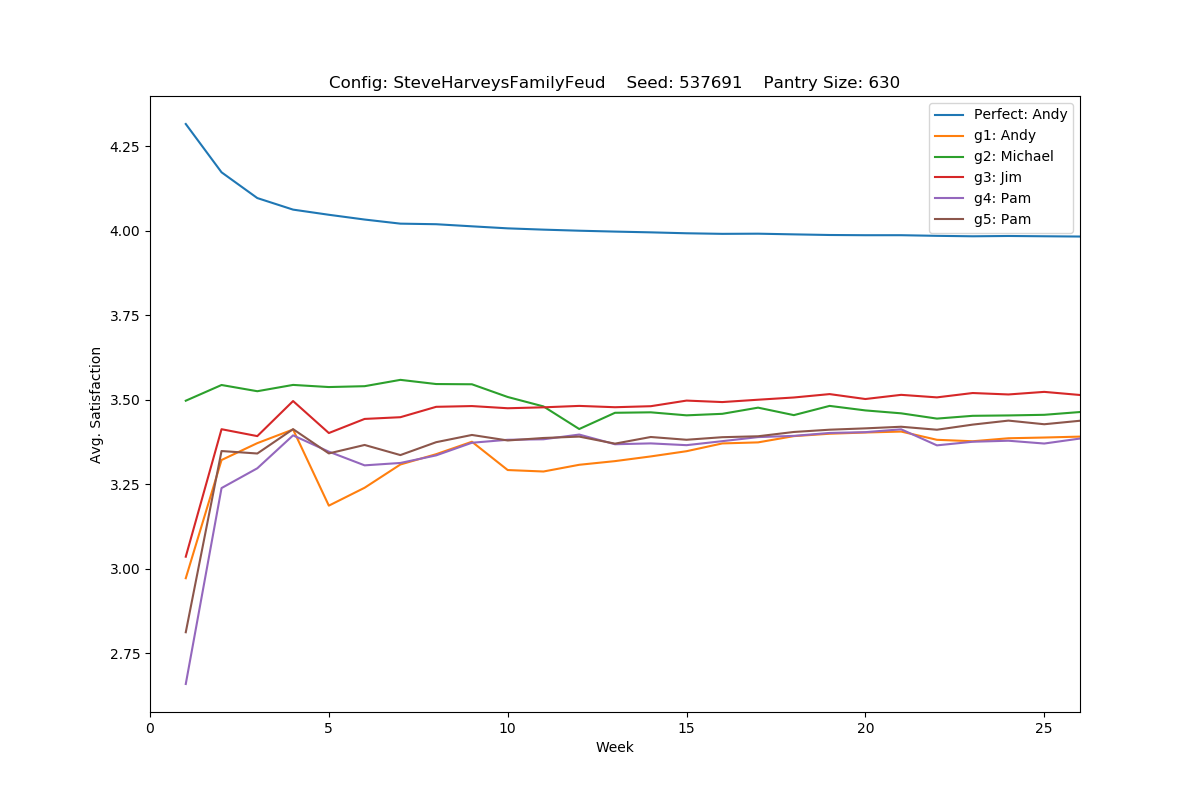 Config: SteveHarveysFamilyFeud    Seed: 537691    Pantry Size: 630
Perfect: Andy
g1: Andy
g2: Michael
g3: Jim
g4: Pam
g5: Pam
Avg. Satisfaction
4.25
4.00
3.75
3.50
3.25
3.00
2.75
0 5 10 15 20 25
Week